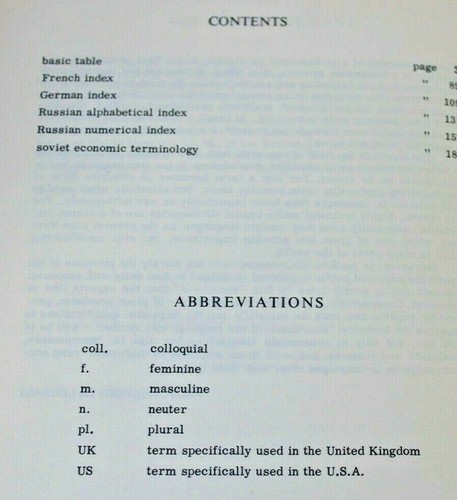 CONTENTS
basic table page
French index "
German index "
Russian alphabetical index "
Russian numerical index "
soviet economic terminology "
ABBREVIATIONS
coll. colloquial
f. feminine
m. masculine
n. neuter
pl. plural
UK term specifically used in the United Kingdom
US term specifically used in the U.S.A.